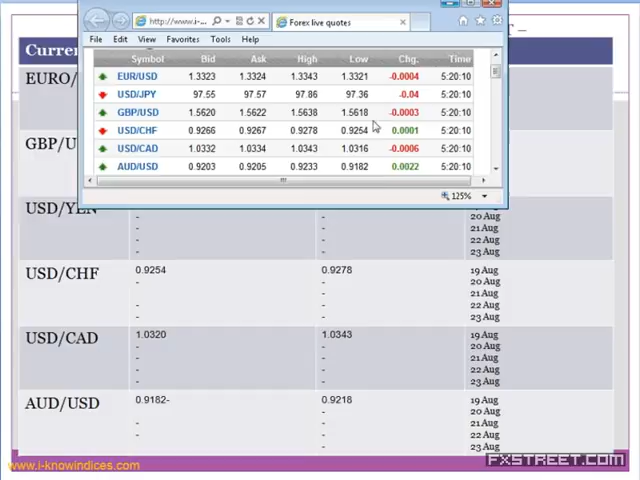 http://www.i-...
Forex live quotes
File Edit View Favorites Tools Help
Symbol Bid Ask High Low Chg. Time
EUR/USD 1.3323 1.3324 1.3343 1.3321 -0.0004 5:20:10
USD/JPY 97.55 97.57 97.86 97.36 -0.04 5:20:10
GBP/USD 1.5620 1.5622 1.5638 1.5618 -0.0003 5:20:10
USD/CHF 0.9266 0.9267 0.9278 0.9254 0.0001 5:20:10
USD/CAD 1.0332 1.0334 1.0343 1.0316 -0.0006 5:20:10
AUD/USD 0.9203 0.9205 0.9233 0.9182 0.0022 5:20:10
125%
EURO/
GBP/U
USD/YEN
- - 20 Aug
- - 21 Aug
- - 22 Aug
- - 23 Aug
USD/CHF 0.9254 0.9278 19 Aug
- 20 Aug
21 Aug
- - 22 Aug
- - 23 Aug
USD/CAD 1.0320 1.0343 19 Aug
- - 20 Aug
- - 21 Aug
- - 22 Aug
- - 23 Aug
AUD/USD 0.9182- 0.9218 19 Aug
- 20 Aug
- - 21 Aug
- - 22 Aug
- - 23 Aug
www.i-knowindices.com
FXSTREET.COM